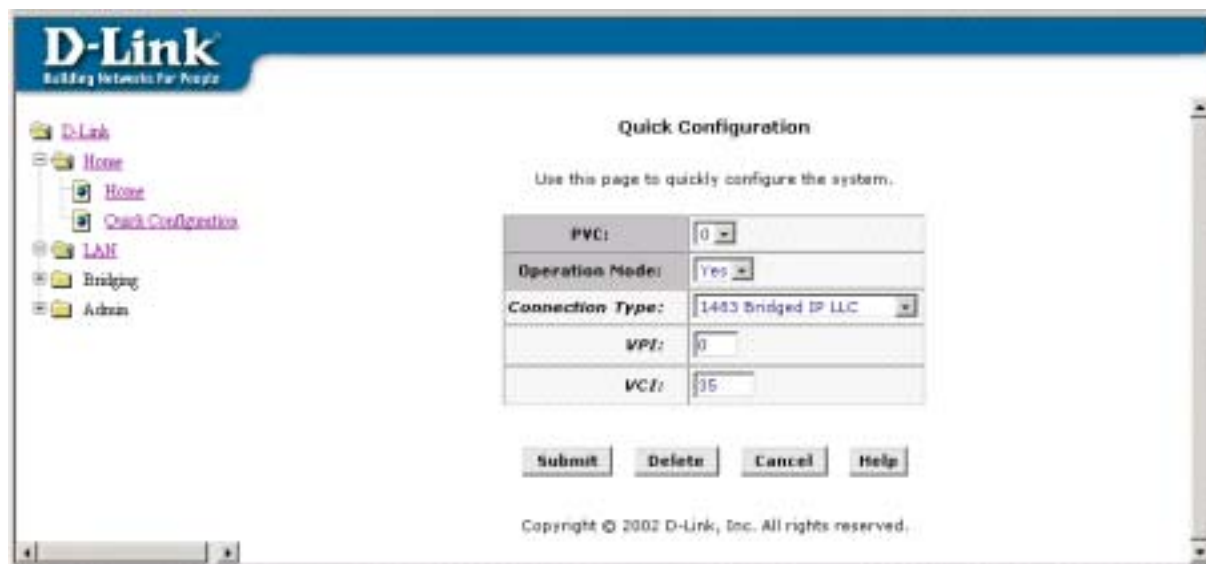 D-Link
Building Networks for People
D-Link
Home
Home
Quick Configuration
LAN
Bridging
Admin
Quick Configuration
Use this page to quickly configure the system.
PVC: 0
Operation Mode: Yes
Connection Type: 1483 Bridged IP LLC
VPI: 0
VCI: 35
Submit Delete Cancel Help
Copyright © 2002 D-Link, Inc. All rights reserved.